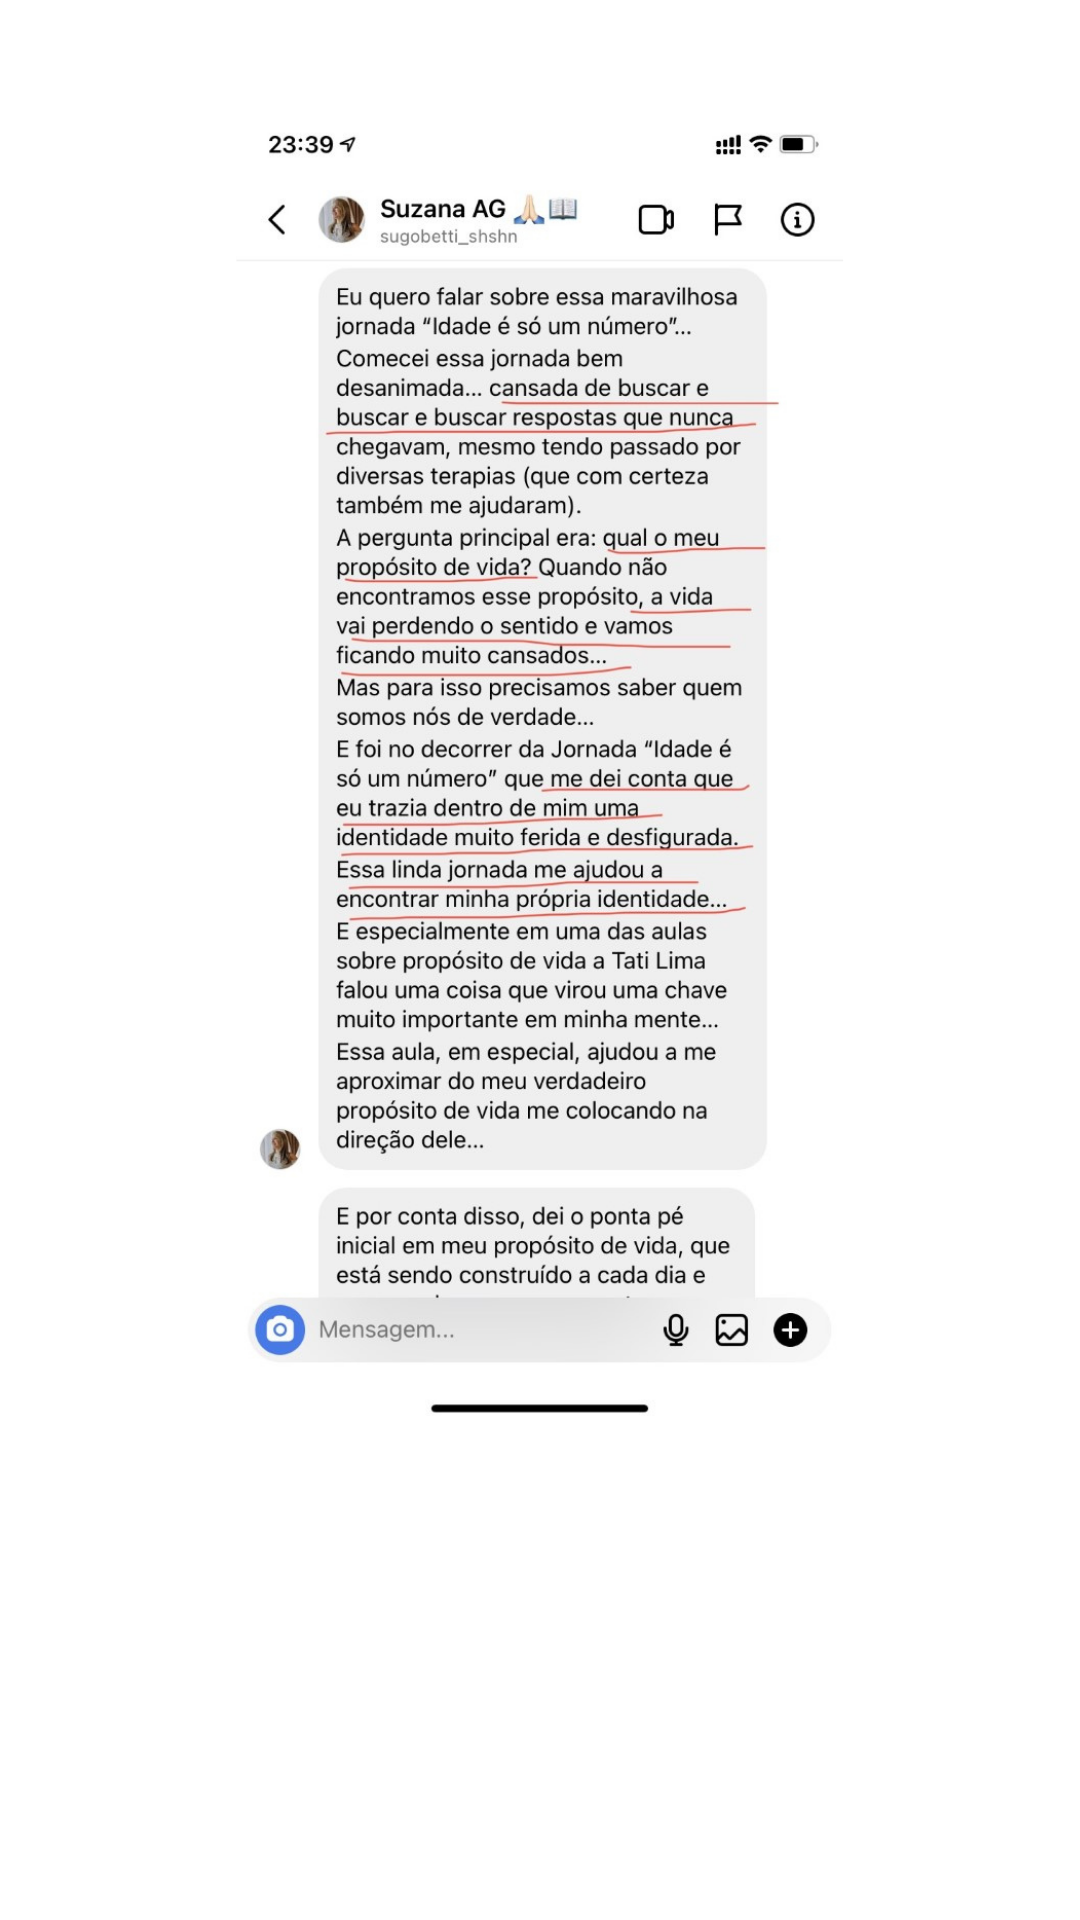 23:39
Suzana AG 🙏🏻📖
sugobetti_shshn
Eu quero falar sobre essa maravilhosa
jornada “Idade é só um número”...
Comecei essa jornada bem
desanimada... cansada de buscar e
buscar e buscar respostas que nunca
chegavam, mesmo tendo passado por
diversas terapias (que com certeza
também me ajudaram).
A pergunta principal era: qual o meu
propósito de vida? Quando não
encontramos esse propósito, a vida
vai perdendo o sentido e vamos
ficando muito cansados...
Mas para isso precisamos saber quem
somos nós de verdade...
E foi no decorrer da Jornada “Idade é
só um número” que me dei conta que
eu trazia dentro de mim uma
identidade muito ferida e desfigurada.
Essa linda jornada me ajudou a
encontrar minha própria identidade...
E especialmente em uma das aulas
sobre propósito de vida a Tati Lima
falou uma coisa que virou uma chave
muito importante em minha mente...
Essa aula, em especial, ajudou a me
aproximar do meu verdadeiro
propósito de vida me colocando na
direção dele...
E por conta disso, dei o ponta pé
inicial em meu propósito de vida, que
está sendo construído a cada dia e
Mensagem...